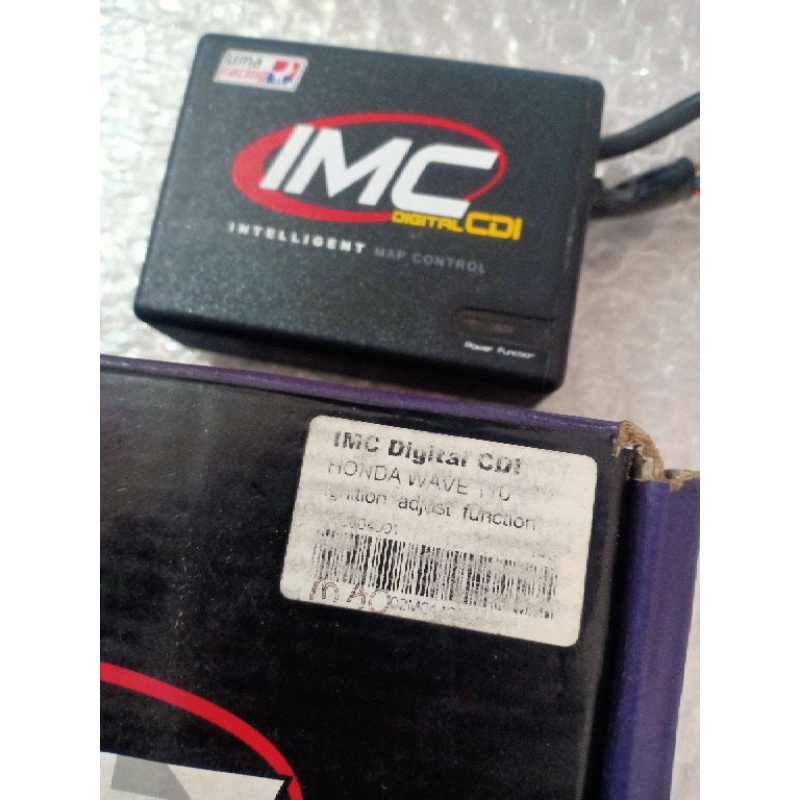 uma
racing
IMC
DIGITAL CDI
INTELLIGENT MAP CONTROL
Power Function
IMC Digital CDI
HONDA WAVE 110
ignition adjust function